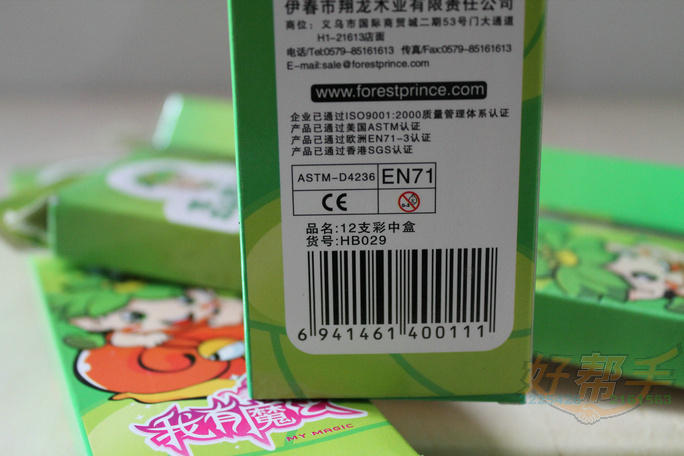 伊春市翔龙木业有限责任公司
商位：义乌市国际商贸城二期53号门大通道
H1-21613店面
电话/Tel:0579-85161613 传真/Fax:0579-85161613
E-mail:sale@forestprince.com
www.forestprince.com
企业已通过ISO9001:2000质量管理体系认证
产品已通过美国ASTM认证
产品已通过欧洲EN71-3认证
产品已通过香港SGS认证
ASTM-D4236 EN71
CE
0-3
品名:12支彩中盒
货号:HB029
6 941461 400111
我有魔法
MY MAGIC
好帮手